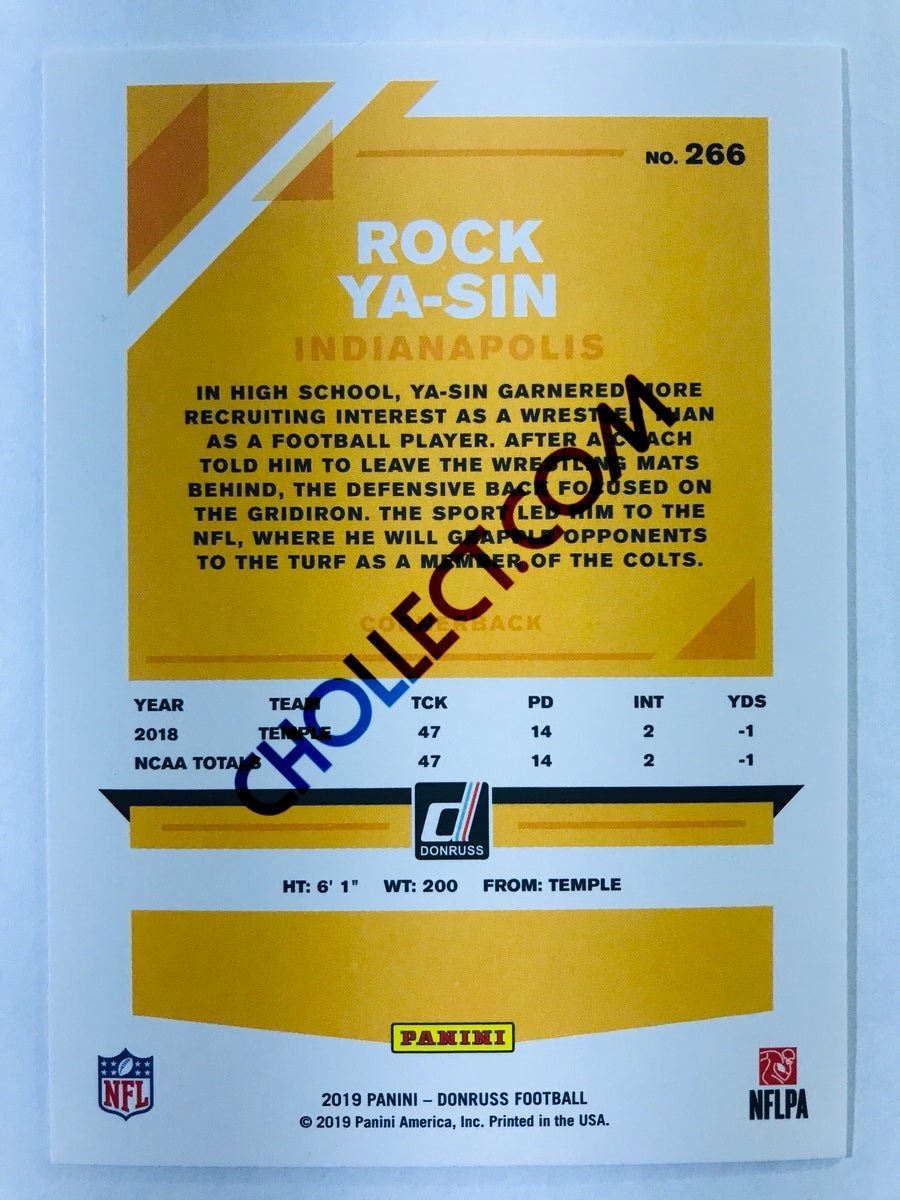 NO. 266
ROCK
YA-SIN
INDIANAPOLIS
IN HIGH SCHOOL, YA-SIN GARNERED MORE
RECRUITING INTEREST AS A WRESTLER THAN
AS A FOOTBALL PLAYER. AFTER A COACH
TOLD HIM TO LEAVE THE WRESTLING MATS
BEHIND, THE DEFENSIVE BACK FOCUSED ON
THE GRIDIRON. THE SPORT LED HIM TO THE
NFL, WHERE HE WILL GRAPPLE OPPONENTS
TO THE TURF AS A MEMBER OF THE COLTS.
CORNERBACK
CHOLLECT.COM
YEAR TEAM TCK PD INT YDS
2018 TEMPLE 47 14 2 -1
NCAA TOTALS 47 14 2 -1
d
DONRUSS
HT: 6' 1" WT: 200 FROM: TEMPLE
PANINI
NFL
2019 PANINI – DONRUSS FOOTBALL
© 2019 Panini America, Inc. Printed in the USA.
NFLPA